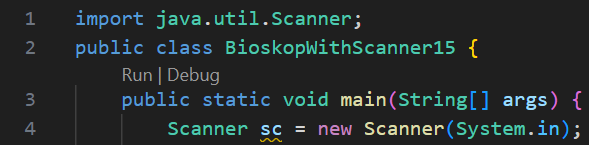 1 import java.util.Scanner;
2 public class BioskopWithScanner15 {
Run | Debug
3 public static void main(String[] args) {
4 Scanner sc = new Scanner(System.in);